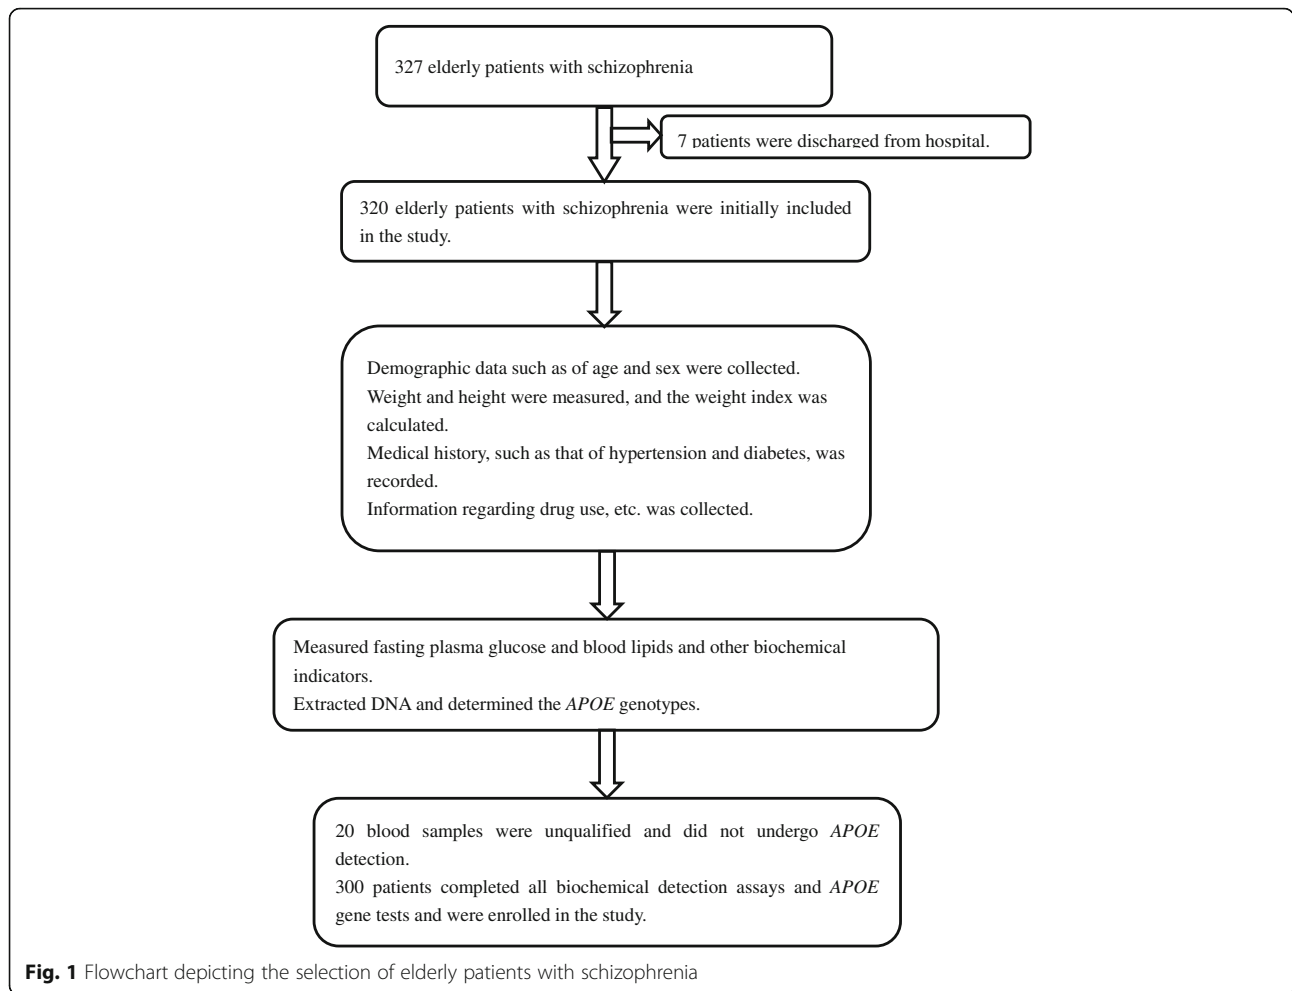 327 elderly patients with schizophrenia
7 patients were discharged from hospital.
320 elderly patients with schizophrenia were initially included
in the study.
Demographic data such as of age and sex were collected.
Weight and height were measured, and the weight index was
calculated.
Medical history, such as that of hypertension and diabetes, was
recorded.
Information regarding drug use, etc. was collected.
Measured fasting plasma glucose and blood lipids and other biochemical
indicators.
Extracted DNA and determined the APOE genotypes.
20 blood samples were unqualified and did not undergo APOE
detection.
300 patients completed all biochemical detection assays and APOE
gene tests and were enrolled in the study.
Fig. 1 Flowchart depicting the selection of elderly patients with schizophrenia